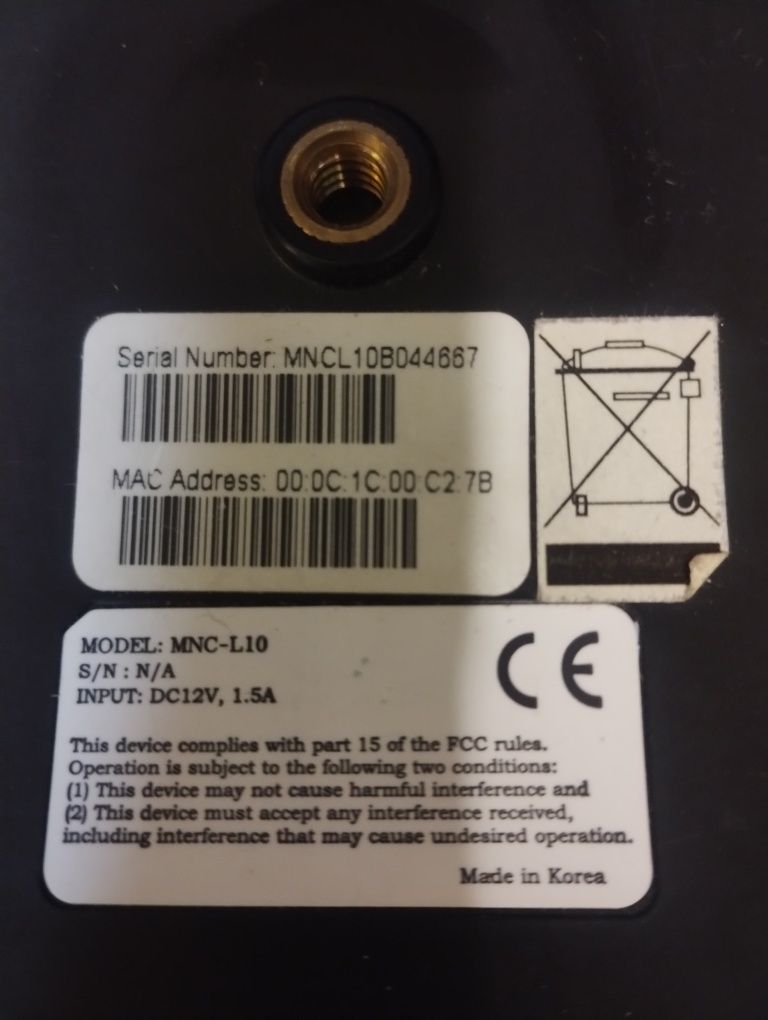 Serial Number: MNCL10B044667
MAC Address: 00:0C:1C:00:C2:7B
MODEL: MNC-L10
S/N : N/A
INPUT: DC12V, 1.5A
CE
This device complies with part 15 of the FCC rules.
Operation is subject to the following two conditions:
(1) This device may not cause harmful interference and
(2) This device must accept any interference received,
including interference that may cause undesired operation.
Made in Korea